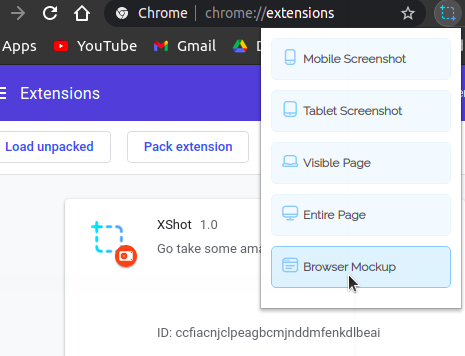 Chrome | chrome://extensions
Apps YouTube Gmail D
Extensions
Load unpacked Pack extension
XShot 1.0
Go take some ama
ID: ccfiacnjclpeagbcmjnddmfenkdlbeai
Mobile Screenshot
Tablet Screenshot
Visible Page
Entire Page
Browser Mockup